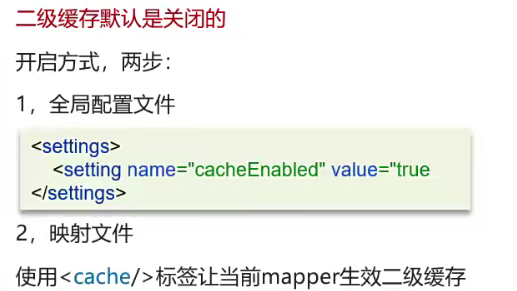 二级缓存默认是关闭的
开启方式，两步：
1，全局配置文件
<settings>
<setting name="cacheEnabled" value="true
</settings>
2，映射文件
使用<cache/>标签让当前mapper生效二级缓存